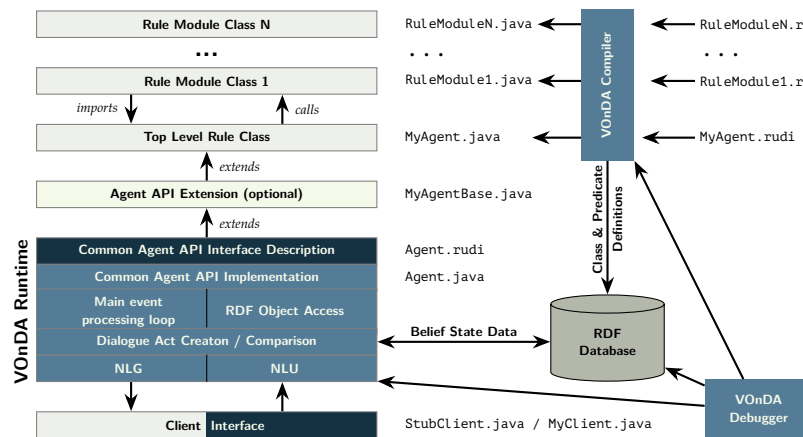 Rule Module Class N
RuleModuleN.java
RuleModuleN.r
...
. . .
. . .
Rule Module Class 1
RuleModule1.java
RuleModule1.r
VOnDA Compiler
imports
calls
Top Level Rule Class
MyAgent.java
MyAgent.rudi
extends
Agent API Extension (optional)
MyAgentBase.java
Class & Predicate
Definitions
extends
VOnDA Runtime
Common Agent API Interface Description
Agent.rudi
Common Agent API Implementation
Agent.java
Main event
processing loop
RDF Object Access
Dialogue Act Creaton / Comparison
Belief State Data
RDF
Database
NLG
NLU
VOnDA
Debugger
Client Interface
StubClient.java / MyClient.java